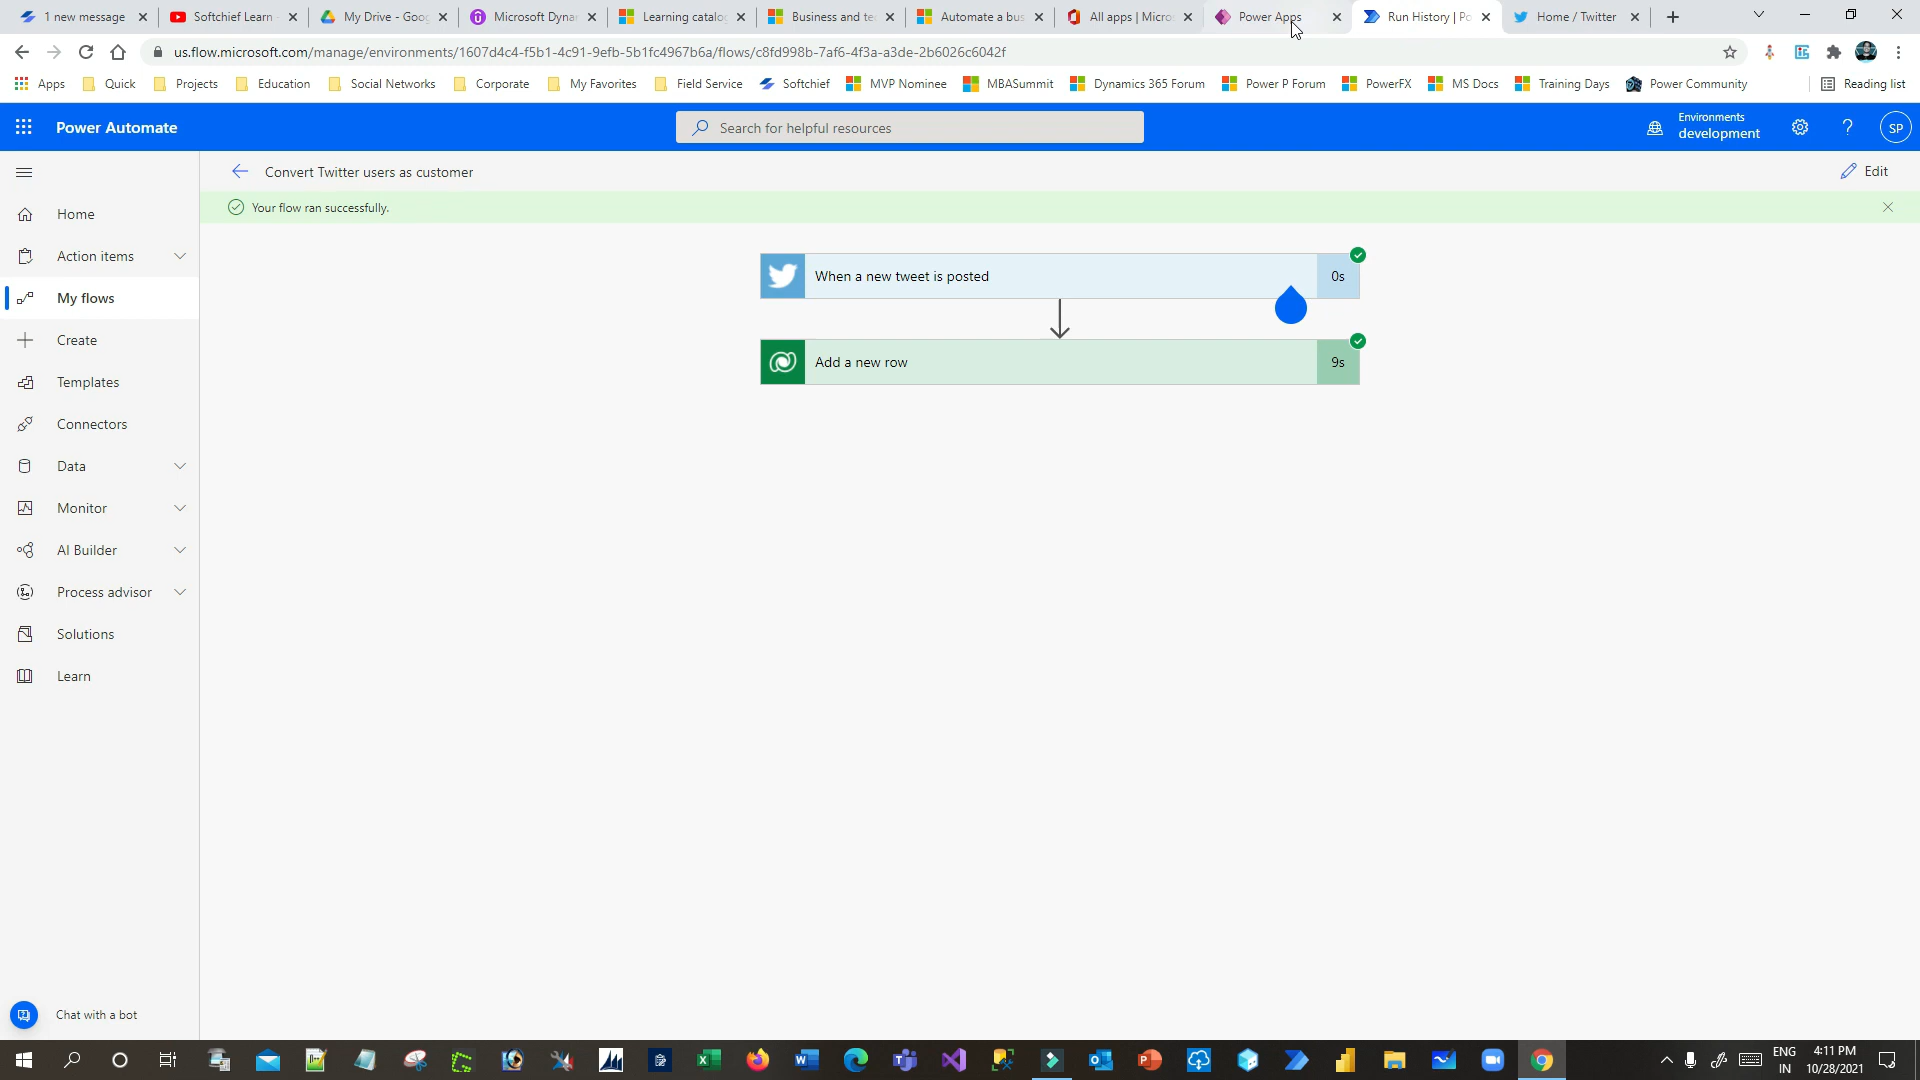 1 new message
Softchief Learn
My Drive - Goog
Microsoft Dyna
Learning catalog
Business and te
Automate a bus
All apps | Micros
Power Apps
Run History | Po
Home / Twitter
us.flow.microsoft.com/manage/environments/1607d4c4-f5b1-4c91-9efb-5b1fc4967b6a/flows/c8fd998b-7af6-4f3a-a3de-2b6026c6042f
Apps
Quick
Projects
Education
Social Networks
Corporate
My Favorites
Field Service
Softchief
MVP Nominee
MBASummit
Dynamics 365 Forum
Power P Forum
PowerFX
MS Docs
Training Days
Power Community
Reading list
Power Automate
Search for helpful resources
Environments
development
?
SP
Convert Twitter users as customer
Edit
Your flow ran successfully.
Home
Action items
My flows
Create
Templates
Connectors
Data
Monitor
AI Builder
Process advisor
Solutions
Learn
Chat with a bot
When a new tweet is posted
0s
Add a new row
9s
ENG
IN
4:11 PM
10/28/2021